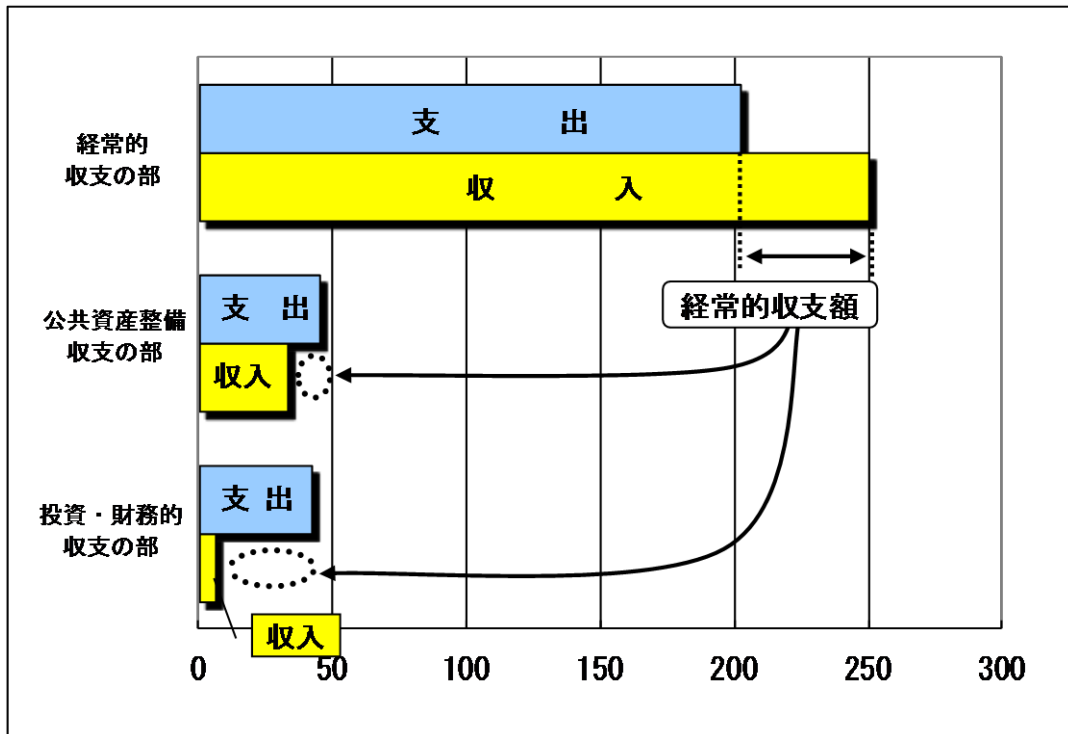 経常的
収支の部
支 出
収 入
経常的収支額
公共資産整備
収支の部
支 出
収入
投資・財務的
収支の部
支 出
収入
0 50 100 150 200 250 300